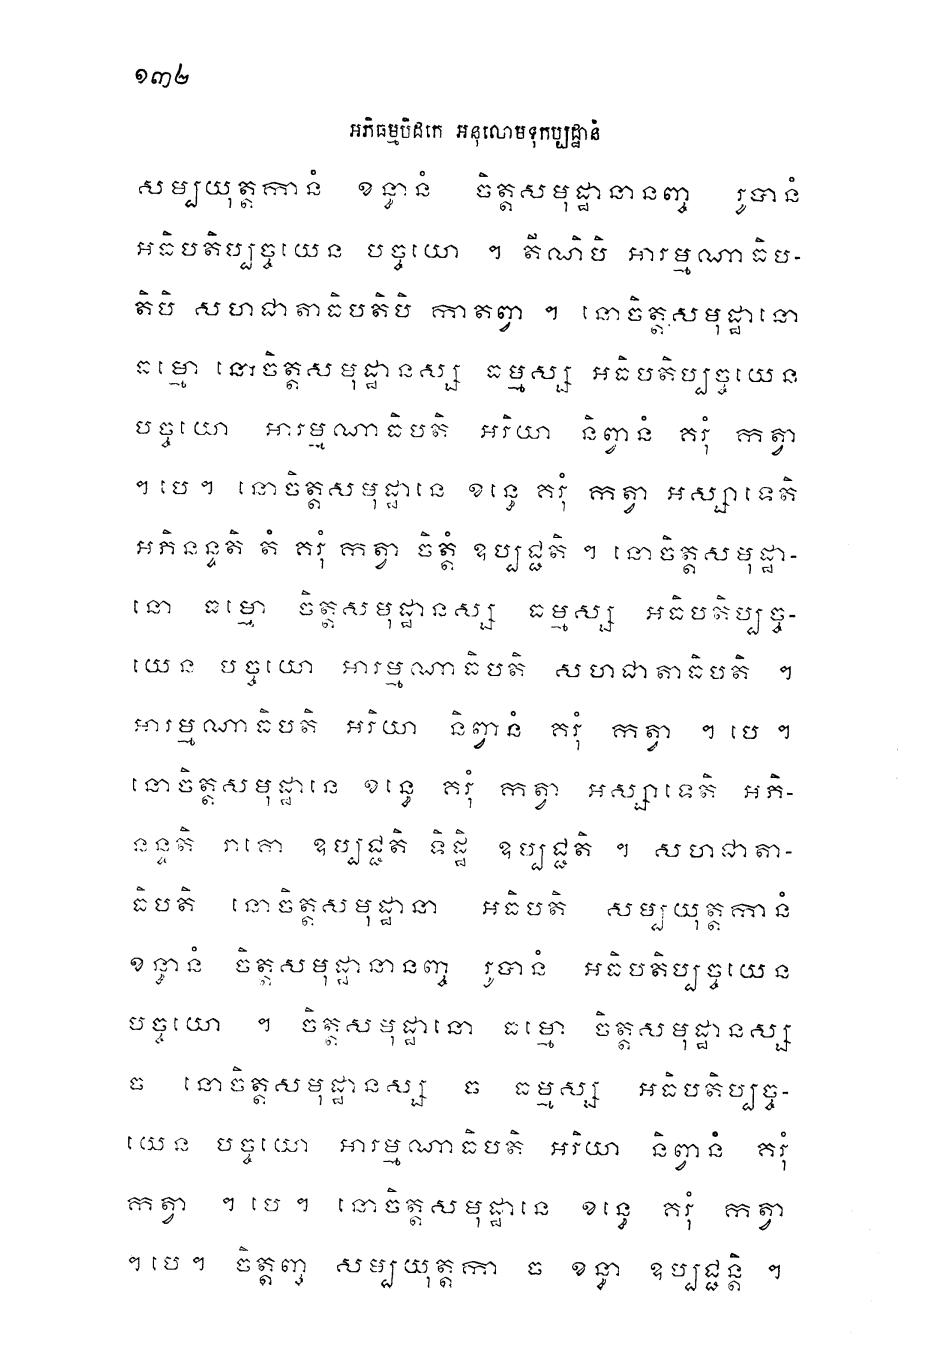 ១៣២
អភិធម្មបិដកេ អនុលោមទុកប្បដ្ឋានំ
សម្បយុត្តកានំ ខន្ធានំ ចិត្តសមុដ្ឋានានញ្ច រូបានំ
អធិបតិប្បច្ចយេន បច្ចយោ ។ តីណិបិ អារម្មណាធិប-
តិបិ សហជាតាធិបតិបិ កាតញ្វា ។ នោចិត្តសមុដ្ឋានោ
ធម្មោ នោចិត្តសមុដ្ឋានស្ស ធម្មស្ស អធិបតិប្បច្ចយេន
បច្ចយោ អារម្មណាធិបតិ អរិយា និព្វានំ គរុំ កត្វា
។ បេ ។ នោចិត្តសមុដ្ឋានេ ខន្ធេ គរុំ កត្វា អស្សាទេតិ
អភិនន្ទតិ តំ គរុំ កត្វា ចិត្តំ ឧប្បជ្ជតិ ។ នោចិត្តសមុដ្ឋា-
នោ ធម្មោ ចិត្តសមុដ្ឋានស្ស ធម្មស្ស អធិបតិប្បច្ច-
យេន បច្ចយោ អារម្មណាធិបតិ សហជាតាធិបតិ ។
អារម្មណាធិបតិ អរិយា និព្វានំ គរុំ កត្វា ។ បេ ។
នោចិត្តសមុដ្ឋានេ ខន្ធេ គរុំ កត្វា អស្សាទេតិ អភិ-
នន្ទតិ រាគោ ឧប្បជ្ជតិ ទិដ្ឋិ ឧប្បជ្ជតិ ។ សហជាតា-
ធិបតិ នោចិត្តសមុដ្ឋានា អធិបតិ សម្បយុត្តកានំ
ខន្ធានំ ចិត្តសមុដ្ឋានានញ្ច រូបានំ អធិបតិប្បច្ចយេន
បច្ចយោ ។ ចិត្តសមុដ្ឋានោ ធម្មោ ចិត្តសមុដ្ឋានស្ស
ច នោចិត្តសមុដ្ឋានស្ស ច ធម្មស្ស អធិបតិប្បច្ច-
យេន បច្ចយោ អារម្មណាធិបតិ អរិយា និព្វានំ គរុំ
កត្វា ។ បេ ។ នោចិត្តសមុដ្ឋានេ ខន្ធេ គរុំ កត្វា
។ បេ ។ ចិត្តញ្ច សម្បយុត្តកា ច ខន្ធា ឧប្បជ្ជន្តិ ។